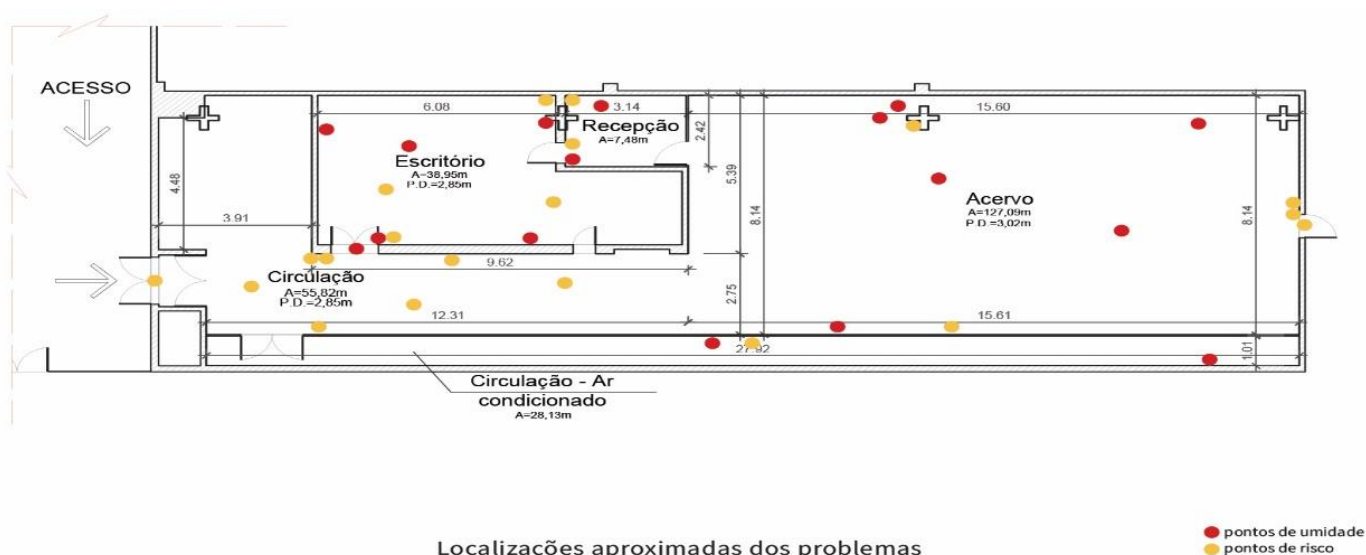 ACESSO
6.08
3.14
15.60
Recepção
A=7,48m
2.42
Escritório
A=38,95m
P.D.=2,85m
4.48
5.39
8.14
Acervo
A=127,09m
P.D.=3,02m
8.14
3.91
9.62
Circulação
A=55,82m
P.D.=2,85m
2.75
12.31
15.61
27.92
1.01
Circulação - Ar
condicionado
A=28,13m
Localizações aproximadas dos problemas
pontos de umidade
pontos de risco